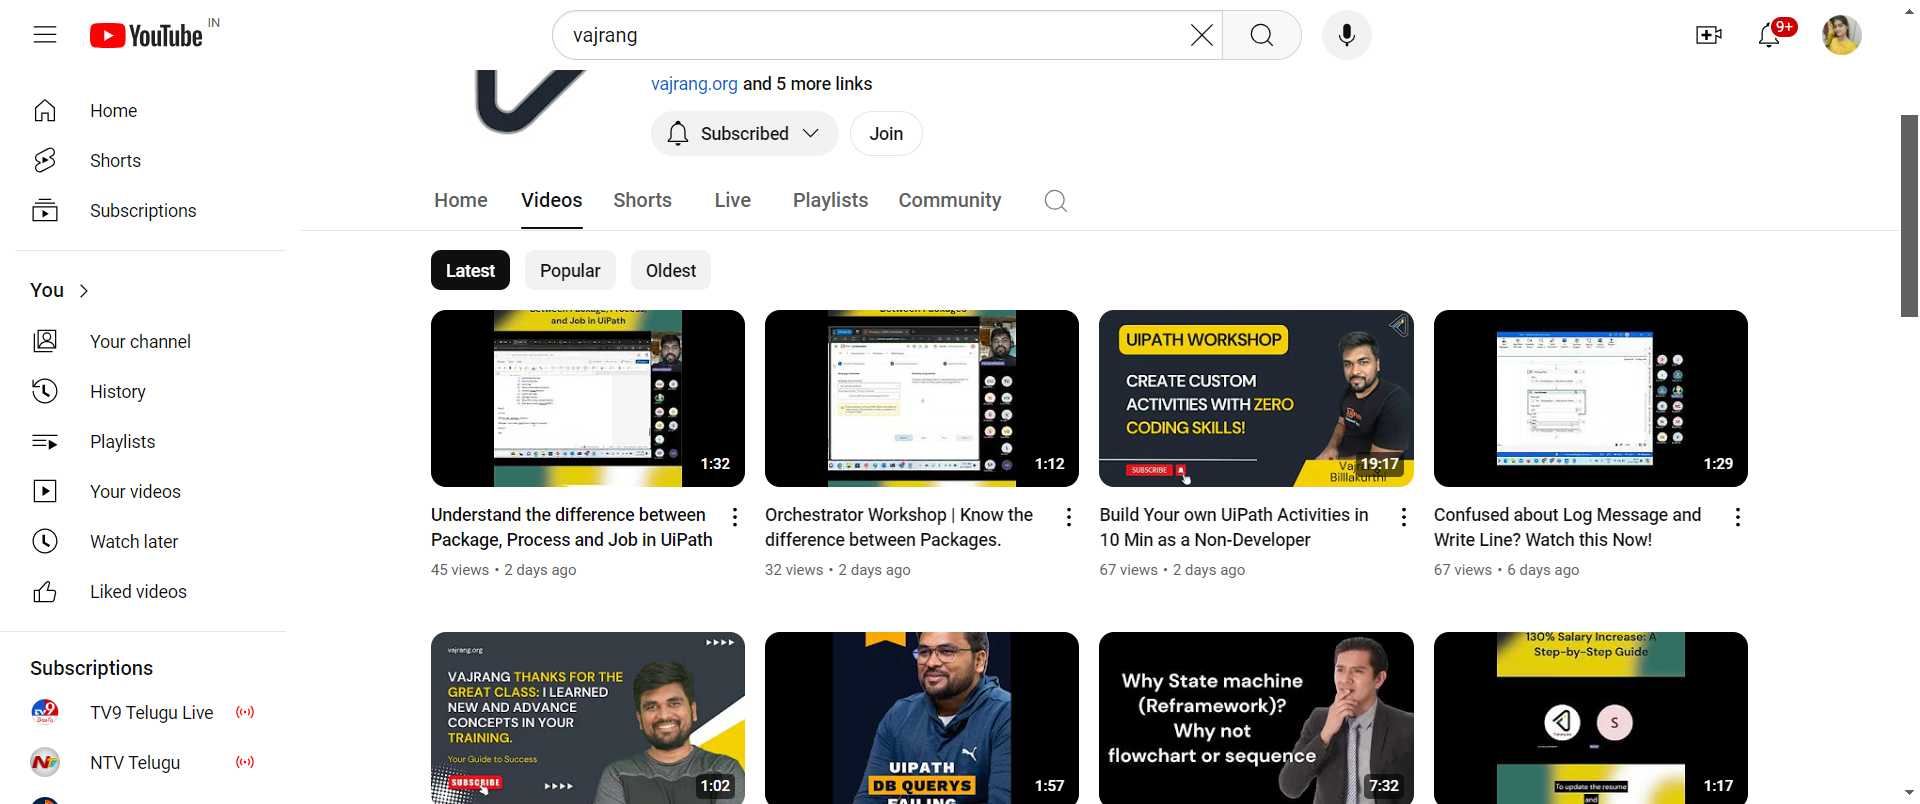 YouTube IN
vajrang
9+
Home
Shorts
Subscriptions
You
Your channel
History
Playlists
Your videos
Watch later
Liked videos
Subscriptions
TV9 Telugu Live
NTV Telugu
vajrang.org and 5 more links
Subscribed
Join
Home
Videos
Shorts
Live
Playlists
Community
Latest
Popular
Oldest
and Job in UiPath
1:32
Understand the difference between
Package, Process and Job in UiPath
45 views • 2 days ago
1:12
Orchestrator Workshop | Know the
difference between Packages.
32 views • 2 days ago
UIPATH WORKSHOP
CREATE CUSTOM
ACTIVITIES WITH ZERO
CODING SKILLS!
SUBSCRIBE
Billlakurthi
19:17
Build Your own UiPath Activities in
10 Min as a Non-Developer
67 views • 2 days ago
1:29
Confused about Log Message and
Write Line? Watch this Now!
67 views • 6 days ago
vajrang.org
VAJRANG THANKS FOR THE
GREAT CLASS: I LEARNED
NEW AND ADVANCE
CONCEPTS IN YOUR
TRAINING.
Your Guide to Success
SUBSCRIBE
1:02
UIPATH
DB QUERYS
FAILING
1:57
Why State machine
(Reframework)?
Why not
flowchart or sequence
7:32
130% Salary Increase: A
Step-by-Step Guide
S
To update the resume
and
1:17